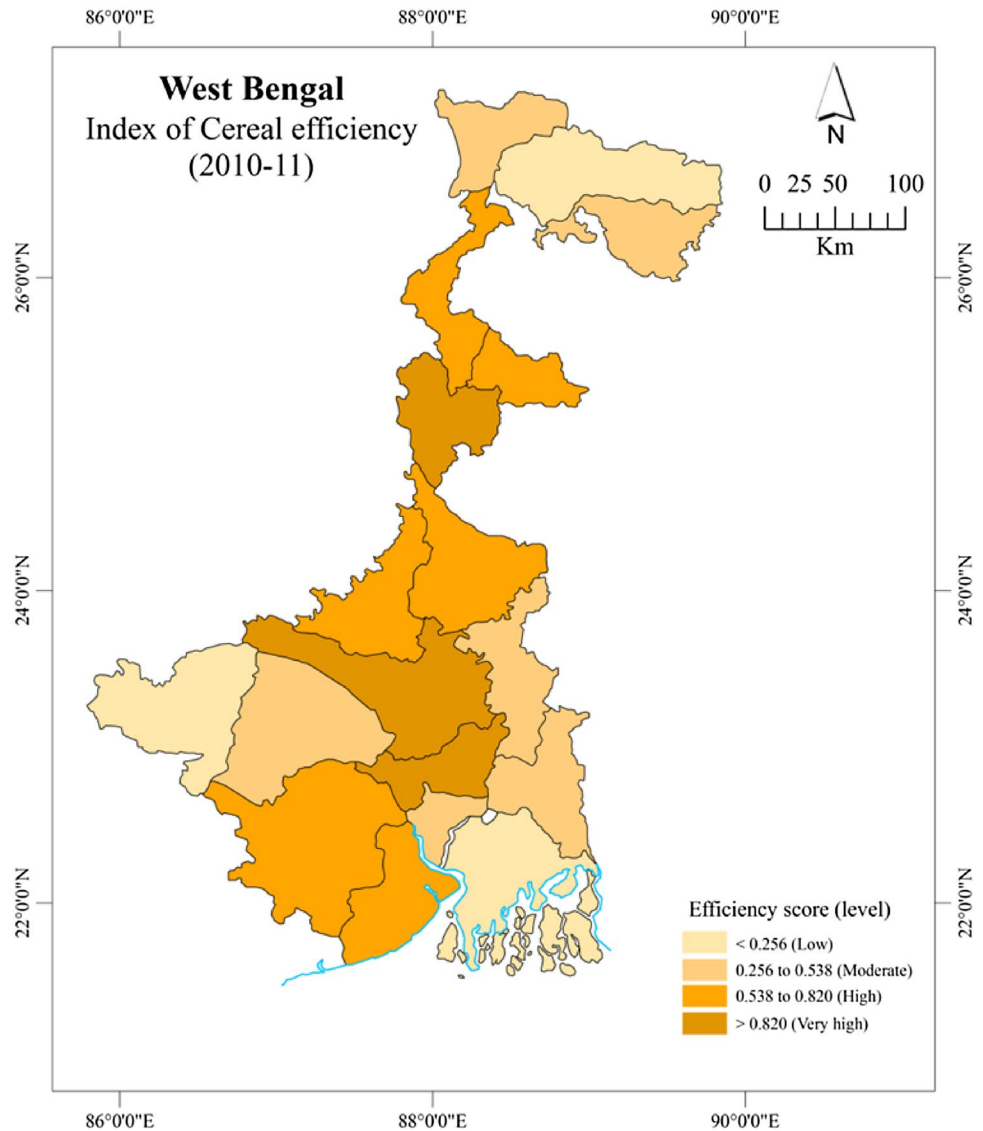 86°0'0"E 88°0'0"E 90°0'0"E
West Bengal
Index of Cereal efficiency
(2010-11)
N
0 25 50 100
Km
26°0'0"N 26°0'0"N
24°0'0"N 24°0'0"N
22°0'0"N 22°0'0"N
Efficiency score (level)
< 0.256 (Low)
0.256 to 0.538 (Moderate)
0.538 to 0.820 (High)
> 0.820 (Very high)
86°0'0"E 88°0'0"E 90°0'0"E